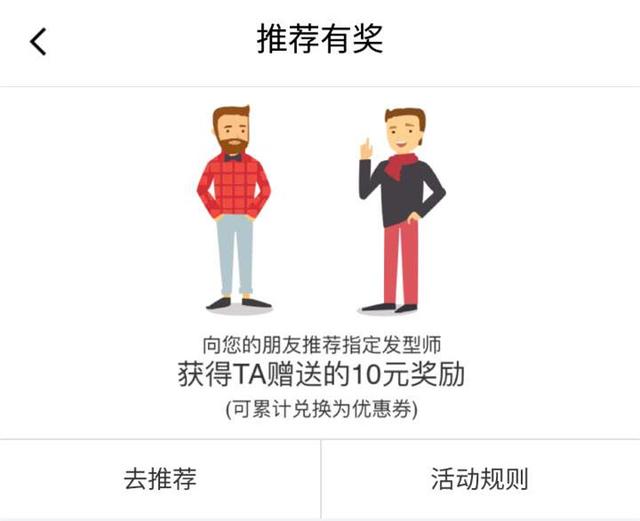 推荐有奖
向您的朋友推荐指定发型师
获得TA赠送的10元奖励
(可累计兑换为优惠券)
去推荐
活动规则